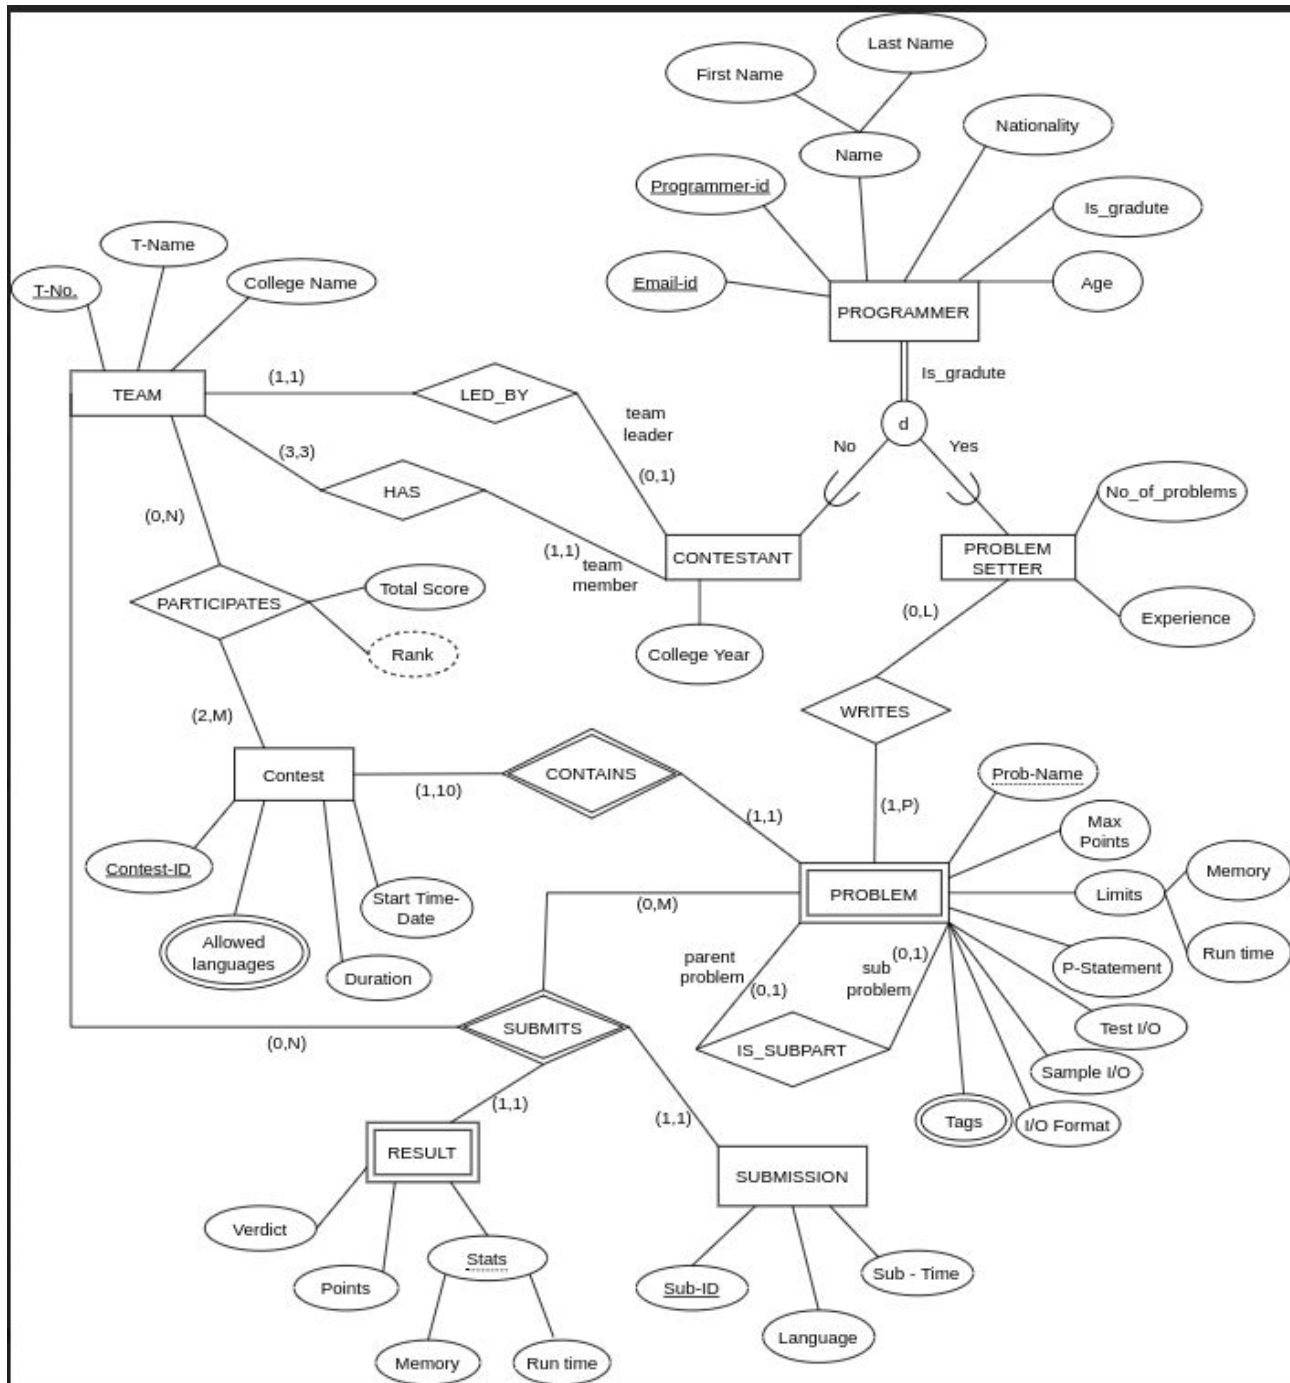 Last Name
First Name
Nationality
Name
Programmer-id
Is_gradute
T-Name
T-No.
College Name
Email-id
Age
PROGRAMMER
(1,1)
TEAM
LED_BY
Is_gradute
team
leader
d
No
Yes
(3,3)
(0,1)
HAS
No_of_problems
(0,N)
(1,1)
team
member
CONTESTANT
PROBLEM
SETTER
PARTICIPATES
Total Score
(0,L)
Experience
Rank
College Year
(2,M)
WRITES
Contest
CONTAINS
Prob-Name
(1,10)
(1,1)
(1,P)
Max
Points
Contest-ID
Memory
PROBLEM
Limits
(0,M)
Start Time-
Date
Allowed
languages
parent
problem
(0,1)
sub
problem
(0,1)
Run time
P-Statement
Duration
Test I/O
SUBMITS
(0,N)
IS_SUBPART
Sample I/O
(1,1)
(1,1)
Tags
I/O Format
RESULT
SUBMISSION
Verdict
Stats
Points
Sub-ID
Sub - Time
Language
Memory
Run time